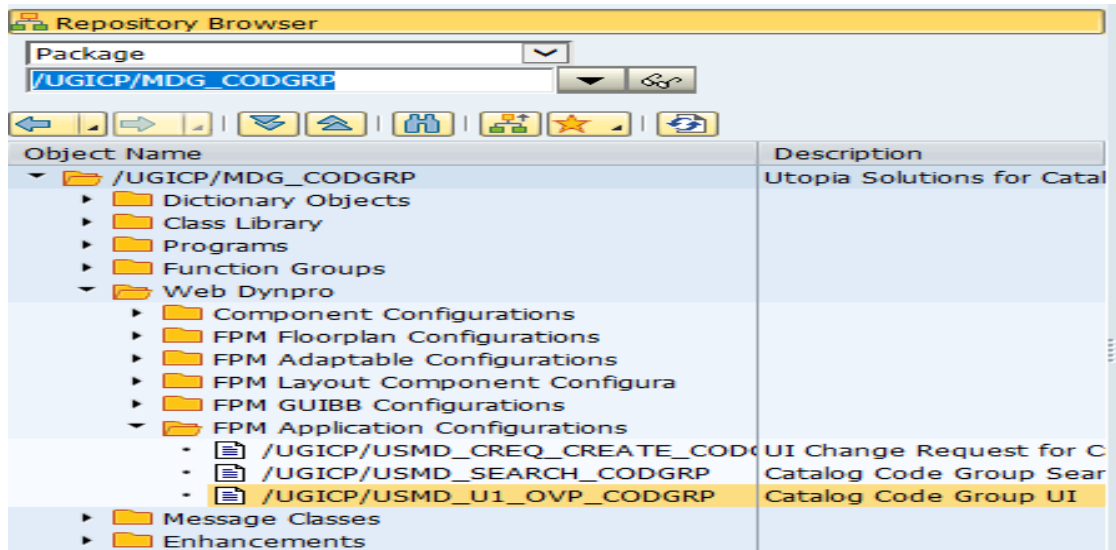 Repository Browser
Package
/UGICP/MDG_CODGRP
Object Name Description
/UGICP/MDG_CODGRP Utopia Solutions for Catal
Dictionary Objects
Class Library
Programs
Function Groups
Web Dynpro
Component Configurations
FPM Floorplan Configurations
FPM Adaptable Configurations
FPM Layout Component Configura
FPM GUIBB Configurations
FPM Application Configurations
/UGICP/USMD_CREQ_CREATE_COD UI Change Request for C
/UGICP/USMD_SEARCH_CODGRP Catalog Code Group Sear
/UGICP/USMD_U1_OVP_CODGRP Catalog Code Group UI
Message Classes
Enhancements